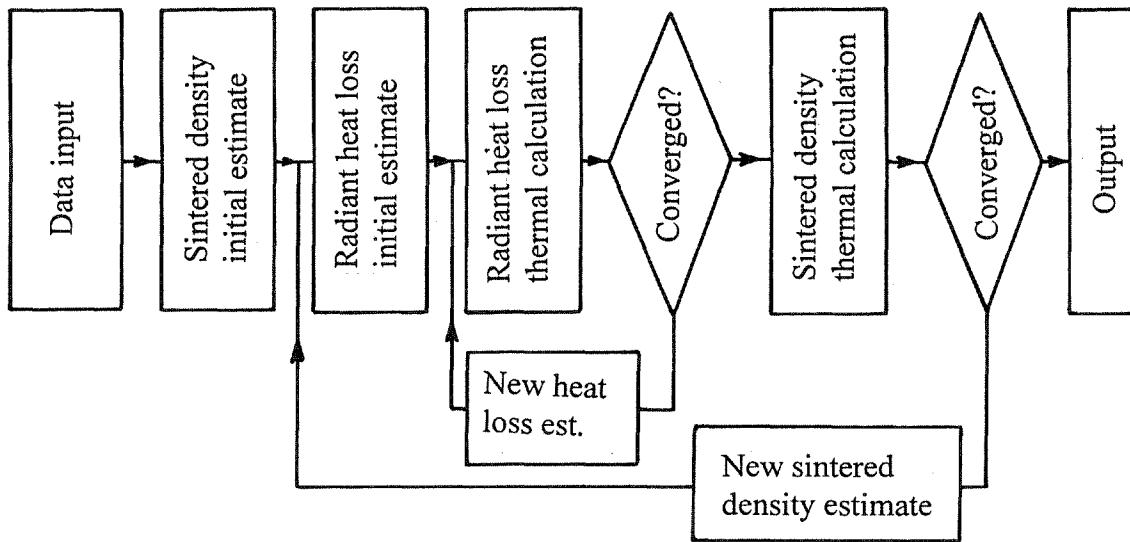 Data input
Sintered density
initial estimate
Radiant heat loss
initial estimate
Radiant heat loss
thermal calculation
Converged?
Sintered density
thermal calculation
Converged?
Output
New heat
loss est.
New sintered
density estimate